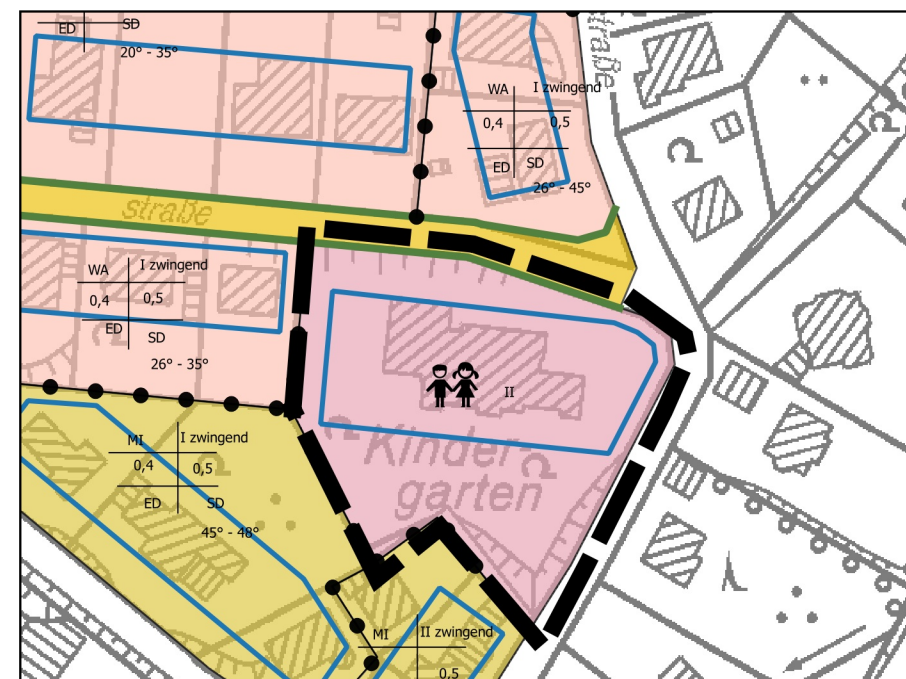 ED SD
20° - 35°
straße
WA I zwingend
0,4 0,5
ED SD
26° - 45°
straße
WA I zwingend
0,4 0,5
ED SD
26° - 35°
II
Kinder-
garten
MI I zwingend
0,4 0,5
ED SD
45° - 48°
MI II zwingend
0,5